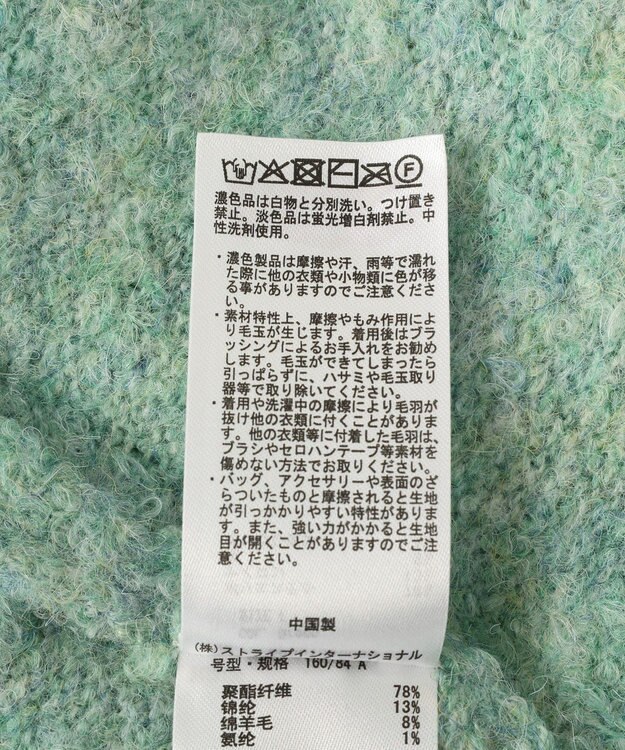 F
濃色品は白物と分別洗い。つけ置き
禁止。淡色品は蛍光増白剤禁止。中
性洗剤使用。
・濃色製品は摩擦や汗、雨等で濡れ
た際に他の衣類や小物類に色が移
る事がありますのでご注意くださ
い。
・素材特性上、摩擦やもみ作用によ
り毛玉が生じます。着用後はブラ
ッシングによるお手入れをお勧め
します。毛玉ができてしまったら
引っぱらずに、ハサミや毛玉取り
器等で取り除いてください。
・着用や洗濯中の摩擦により毛羽が
抜け他の衣類に付くことがありま
す。他の衣類等に付着した毛羽は、
ブラシやセロハンテープ等素材を
傷めない方法でお取りください。
・バッグ、アクセサリーや表面のざ
らついたものと摩擦されると生地
が引っかかりやすい特性がありま
す。また、強い力がかかると生地
目が開くことがありますのでご注
意ください。
中国製
(株)ストライプインターナショナル
号型・规格 160/84 A
聚酯纤维 78%
锦纶 13%
绵羊毛 8%
氨纶 1%